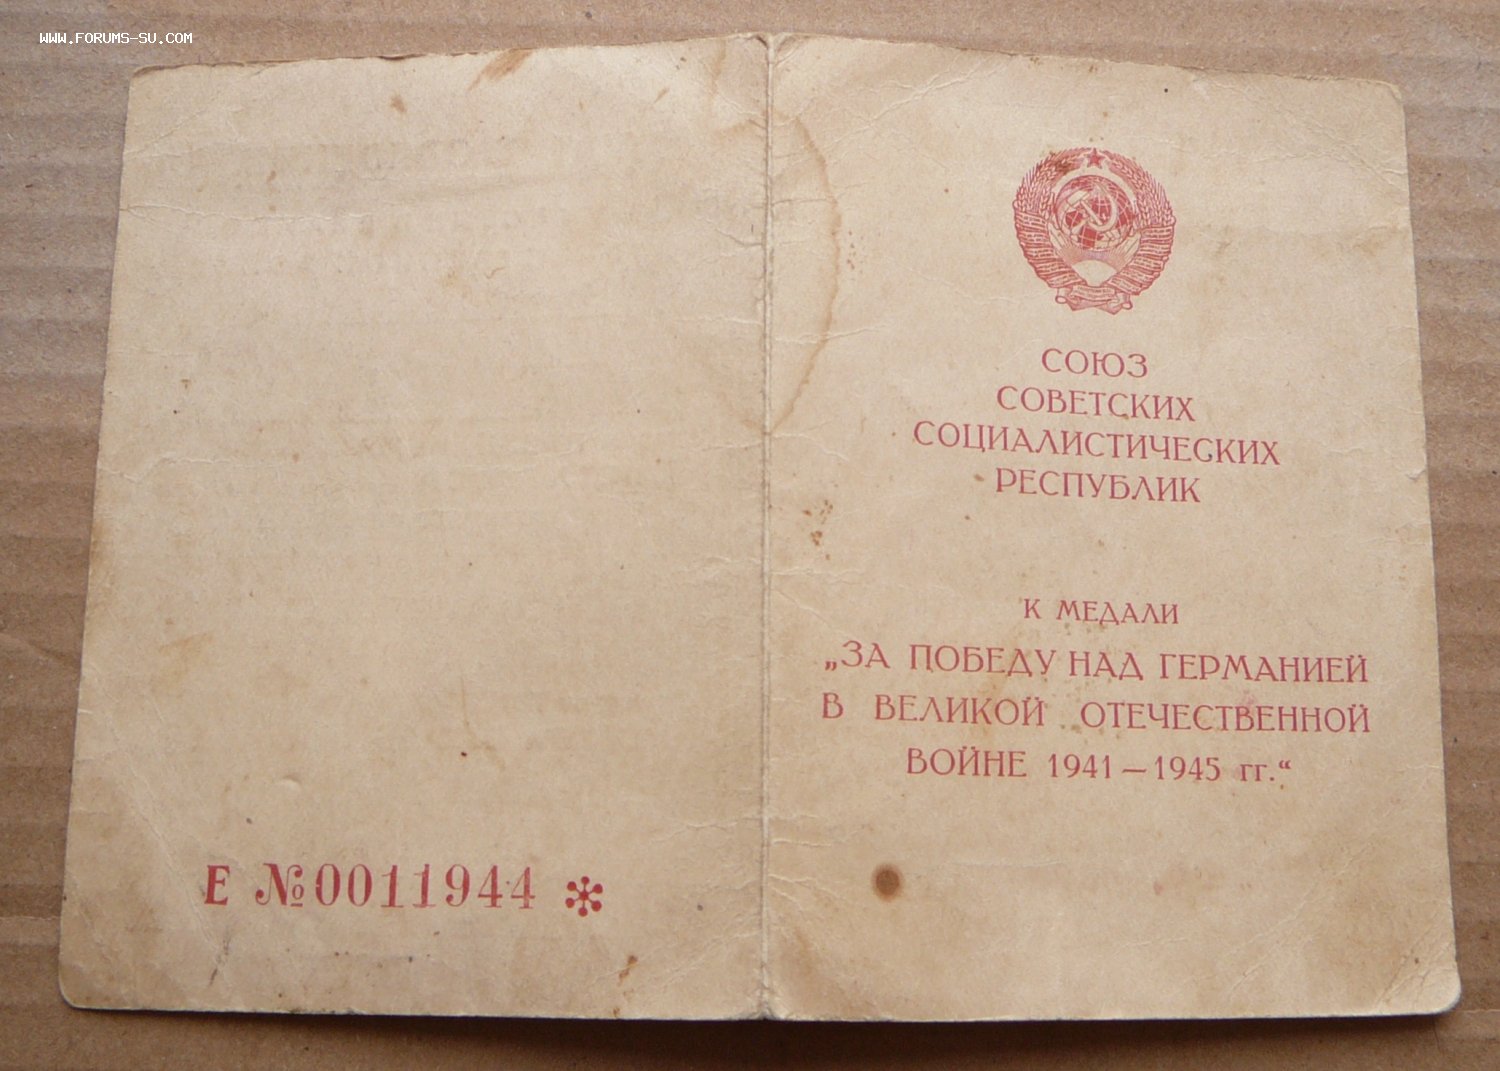 WWW.FORUMS-SU.COM
Е №0011944
СОЮЗ
СОВЕТСКИХ
СОЦИАЛИСТИЧЕСКИХ
РЕСПУБЛИК
К МЕДАЛИ
„ЗА ПОБЕДУ НАД ГЕРМАНИЕЙ
В ВЕЛИКОЙ ОТЕЧЕСТВЕННОЙ
ВОЙНЕ 1941—1945 гг.“